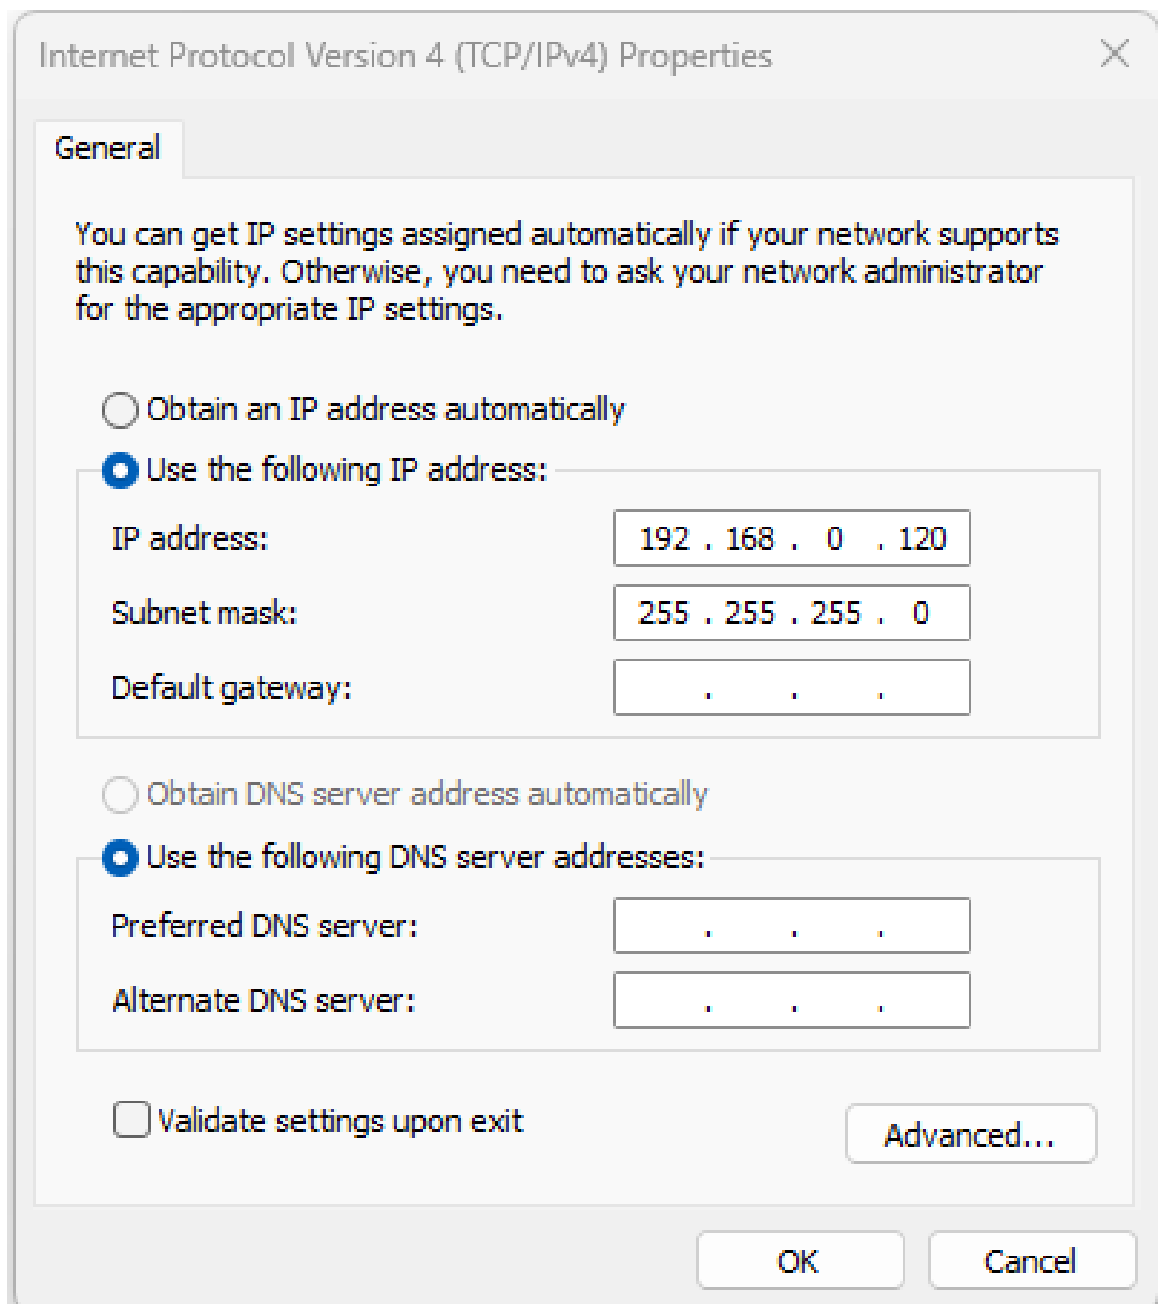 Internet Protocol Version 4 (TCP/IPv4) Properties
General
You can get IP settings assigned automatically if your network supports
this capability. Otherwise, you need to ask your network administrator
for the appropriate IP settings.
Obtain an IP address automatically
Use the following IP address:
IP address: 192 . 168 . 0 . 120
Subnet mask: 255 . 255 . 255 . 0
Default gateway: . . .
Obtain DNS server address automatically
Use the following DNS server addresses:
Preferred DNS server: . . .
Alternate DNS server: . . .
Validate settings upon exit
Advanced...
OK Cancel